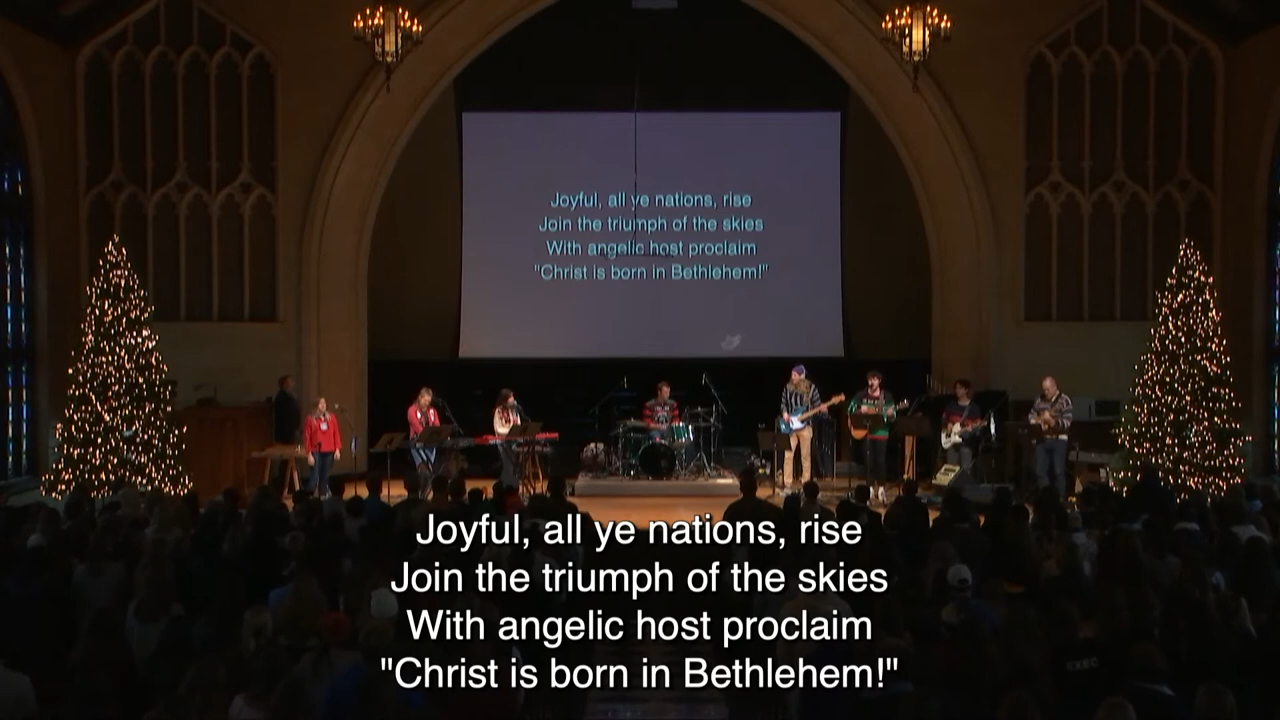 Joyful, all ye nations, rise
Join the triumph of the skies
With angelic host proclaim
"Christ is born in Bethlehem!"
Joyful, all ye nations, rise
Join the triumph of the skies
With angelic host proclaim
"Christ is born in Bethlehem!"
EXEC